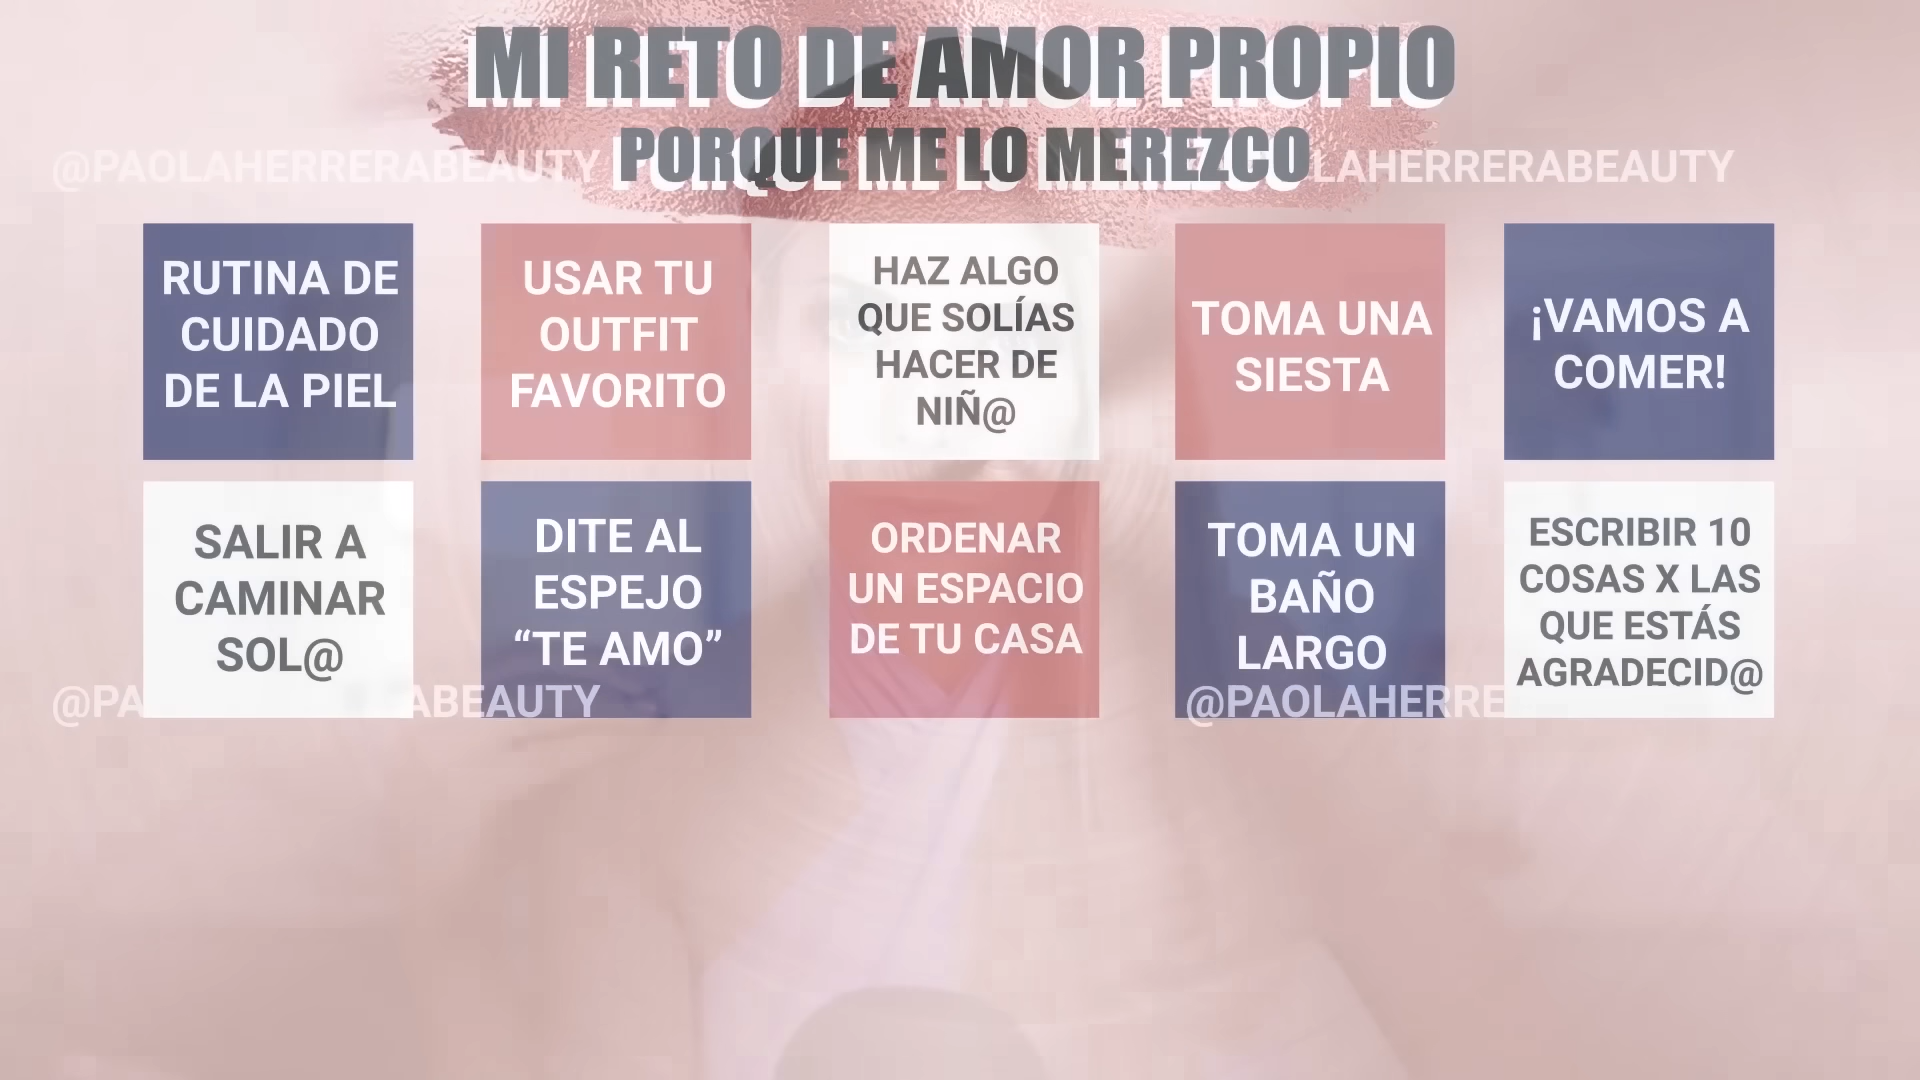 MI RETO DE AMOR PROPIO
PORQUE ME LO MEREZCO
@PAOLAHERRERABEAUTY
LAHERRERABEAUTY
RUTINA DE
CUIDADO
DE LA PIEL
USAR TU
OUTFIT
FAVORITO
HAZ ALGO
QUE SOLÍAS
HACER DE
NIÑ@
TOMA UNA
SIESTA
¡VAMOS A
COMER!
SALIR A
CAMINAR
SOL@
DITE AL
ESPEJO
“TE AMO”
ORDENAR
UN ESPACIO
DE TU CASA
TOMA UN
BAÑO
LARGO
ESCRIBIR 10
COSAS X LAS
QUE ESTÁS
AGRADECID@
@PA ABEAUTY
@PAOLAHERRE